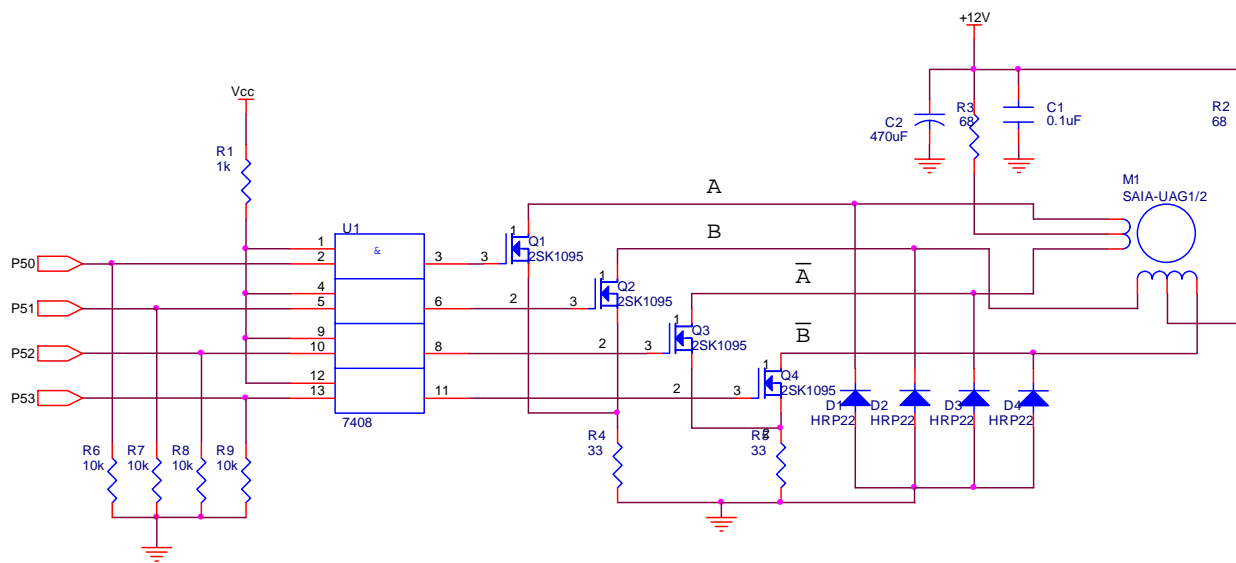 +12V
Vcc
C2
470uF
R3
68
C1
0.1uF
R2
68
R1
1k
A
M1
SAIA-UAG1/2
U1
&
1
2
3
3
1
Q1
2SK1095
B
P50
4
5
6
2
3
1
Q2
2SK1095
A
P51
9
10
8
2
3
1
Q3
2SK1095
B
P52
12
13
11
2
3
1
Q4
2SK1095
P53
7408
D1
HRP22
D2
HRP22
D3
HRP22
D4
HRP22
R6
10k
R7
10k
R8
10k
R9
10k
R4
33
R5
33